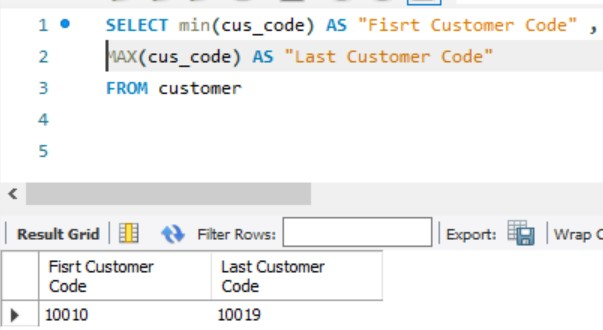 1 SELECT min(cus_code) AS "Fisrt Customer Code" ,
2 MAX(cus_code) AS "Last Customer Code"
3 FROM customer
4
5
Result Grid Filter Rows: Export: Wrap C
Fisrt Customer Last Customer
Code Code
10010 10019